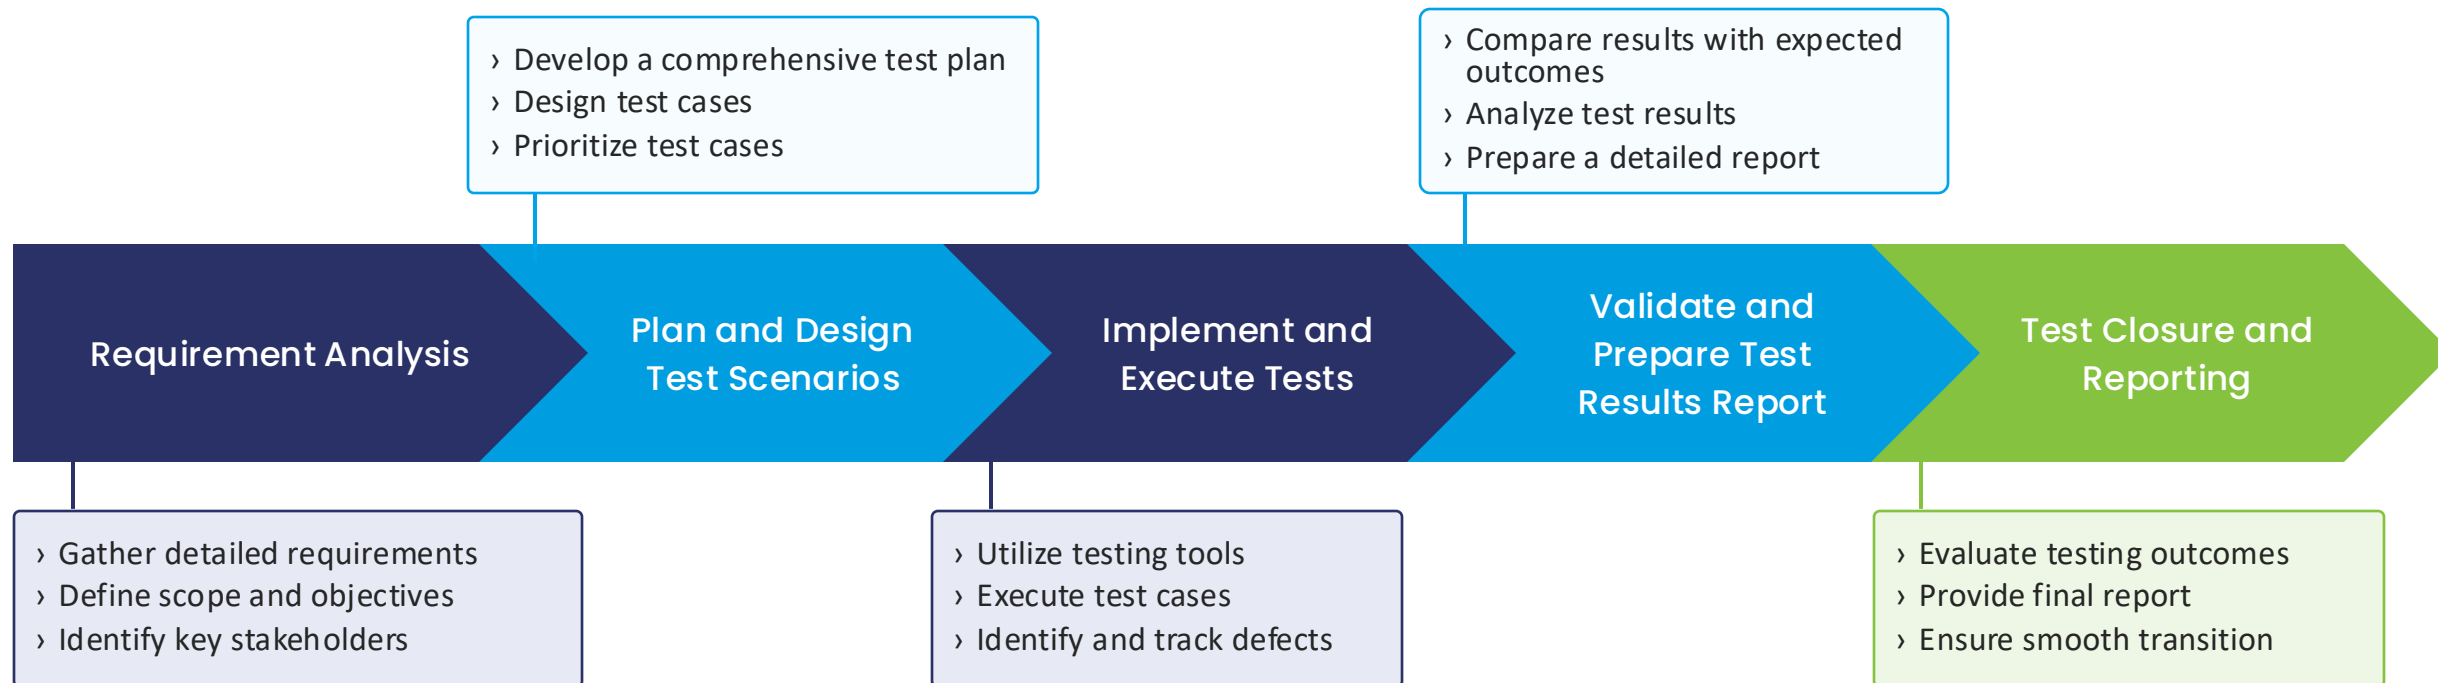 › Develop a comprehensive test plan
› Design test cases
› Prioritize test cases
› Compare results with expected
outcomes
› Analyze test results
› Prepare a detailed report
Requirement Analysis
Plan and Design
Test Scenarios
Implement and
Execute Tests
Validate and
Prepare Test
Results Report
Test Closure and
Reporting
› Gather detailed requirements
› Define scope and objectives
› Identify key stakeholders
› Utilize testing tools
› Execute test cases
› Identify and track defects
› Evaluate testing outcomes
› Provide final report
› Ensure smooth transition